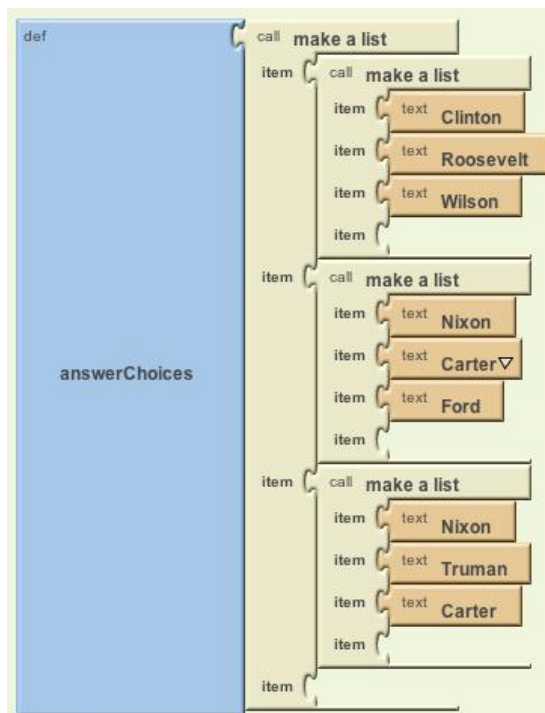 def call make a list
item call make a list
item text Clinton
item text Roosevelt
item text Wilson
item
item call make a list
item text Nixon
answerChoices item text Carter
item text Ford
item
item call make a list
item text Nixon
item text Truman
item text Carter
item
item